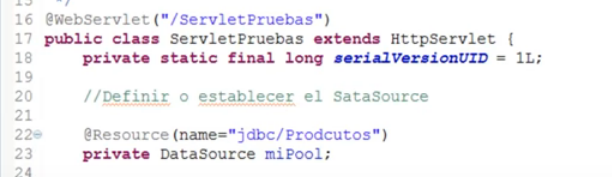 15 */
16 @WebServlet("/ServletPruebas")
17 public class ServletPruebas extends HttpServlet {
18 private static final long serialVersionUID = 1L;
19
20 //Definir o establecer el SataSource
21
22 @Resource(name="jdbc/Prodcutos")
23 private DataSource miPool;
24